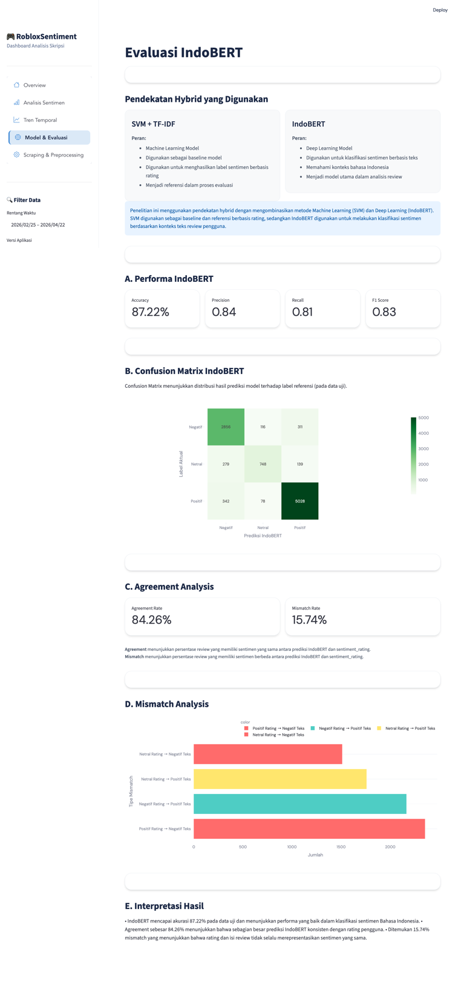 Deploy
RobloxSentiment
Dashboard Analisis Skripsi
Overview
Analisis Sentimen
Tren Temporal
Model & Evaluasi
Scraping & Preprocessing
Filter Data
Rentang Waktu
2026/02/25 – 2026/04/22
Versi Aplikasi
Evaluasi IndoBERT
Pendekatan Hybrid yang Digunakan
SVM + TF-IDF
Peran:
• Machine Learning Model
• Digunakan sebagai baseline model
• Digunakan untuk menghasilkan label sentimen berbasis
rating
• Menjadi referensi dalam proses evaluasi
IndoBERT
Peran:
• Deep Learning Model
• Digunakan untuk klasifikasi sentimen berbasis teks
• Memahami konteks bahasa Indonesia
• Menjadi model utama dalam analisis review
Penelitian ini menggunakan pendekatan hybrid dengan mengombinasikan metode Machine Learning (SVM) dan Deep Learning (IndoBERT).
SVM digunakan sebagai baseline dan referensi berbasis rating, sedangkan IndoBERT digunakan untuk melakukan klasifikasi sentimen
berdasarkan konteks teks review pengguna.
A. Performa IndoBERT
Accuracy
87.22%
Precision
0.84
Recall
0.81
F1 Score
0.83
B. Confusion Matrix IndoBERT
Confusion Matrix menunjukkan distribusi hasil prediksi model terhadap label referensi (pada data uji).
Label Aktual
Negatif 2856 116 311
Netral 279 748 139
Positif 342 78 5028
Negatif Netral Positif
Prediksi IndoBERT
5000
4000
3000
2000
1000
C. Agreement Analysis
Agreement Rate
84.26%
Mismatch Rate
15.74%
Agreement menunjukkan persentase review yang memiliki sentimen yang sama antara prediksi IndoBERT dan sentiment_rating.
Mismatch menunjukkan persentase review yang memiliki sentimen berbeda antara prediksi IndoBERT dan sentiment_rating.
D. Mismatch Analysis
color
Positif Rating → Negatif Teks Negatif Rating → Positif Teks Netral Rating → Positif Teks
Netral Rating → Negatif Teks
Tipe Mismatch
Netral Rating → Negatif Teks
Netral Rating → Positif Teks
Negatif Rating → Positif Teks
Positif Rating → Negatif Teks
0 500 1000 1500 2000
Jumlah
E. Interpretasi Hasil
• IndoBERT mencapai akurasi 87.22% pada data uji dan menunjukkan performa yang baik dalam klasifikasi sentimen Bahasa Indonesia. •
Agreement sebesar 84.26% menunjukkan bahwa sebagian besar prediksi IndoBERT konsisten dengan rating pengguna. • Ditemukan 15.74%
mismatch yang menunjukkan bahwa rating dan isi review tidak selalu merepresentasikan sentimen yang sama.